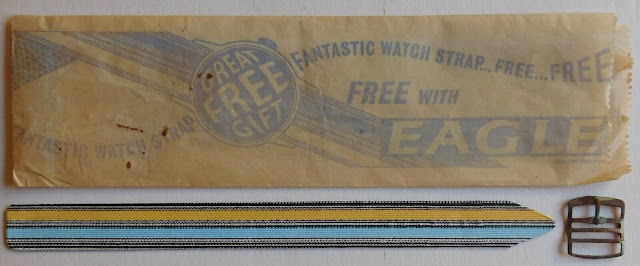 FANTASTIC WATCH STRAP
GREAT
FREE
GIFT
FANTASTIC WATCH STRAP...FREE...FREE
FREE WITH
EAGLE